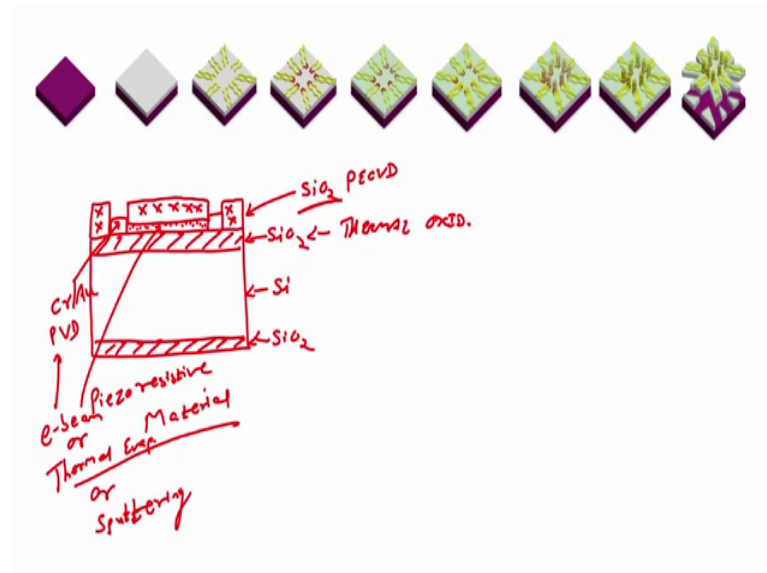 SiO2 PECVD
SiO2 ← Thermal OXID.
Cr/Au
PVD
Si
SiO2
Piezoresistive
Material
e-beam
or
Thermal Evap.
or
Sputtering